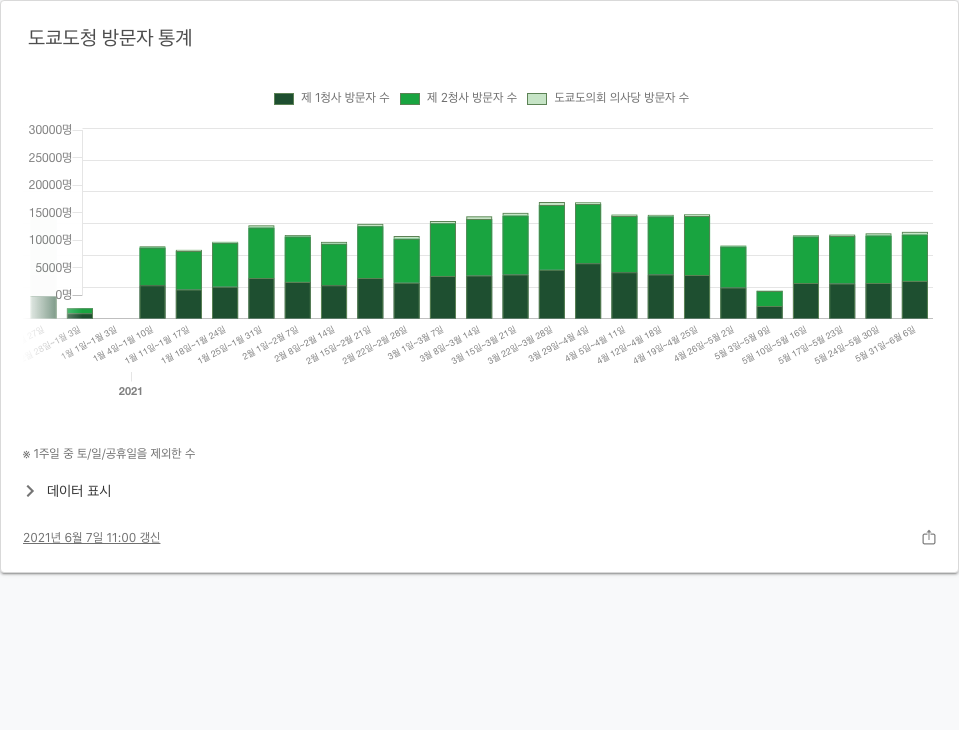 도쿄도청 방문자 통계
제 1청사 방문자 수 제 2청사 방문자 수 도쿄도의회 의사당 방문자 수
30000명
25000명
20000명
15000명
10000명
5000명
0명
27일
28일~1월 3일
1월 1일~1월 3일
1월 4일~1월 10일
1월 11일~1월 17일
1월 18일~1월 24일
1월 25일~1월 31일
2월 1일~2월 7일
2월 8일~2월 14일
2월 15일~2월 21일
2월 22일~2월 28일
3월 1일~3월 7일
3월 8일~3월 14일
3월 15일~3월 21일
3월 22일~3월 28일
3월 29일~4월 4일
4월 5일~4월 11일
4월 12일~4월 18일
4월 19일~4월 25일
4월 26일~5월 2일
5월 3일~5월 9일
5월 10일~5월 16일
5월 17일~5월 23일
5월 24일~5월 30일
5월 31일~6월 6일
2021
※ 1주일 중 토/일/공휴일을 제외한 수
데이터 표시
2021년 6월 7일 11:00 갱신